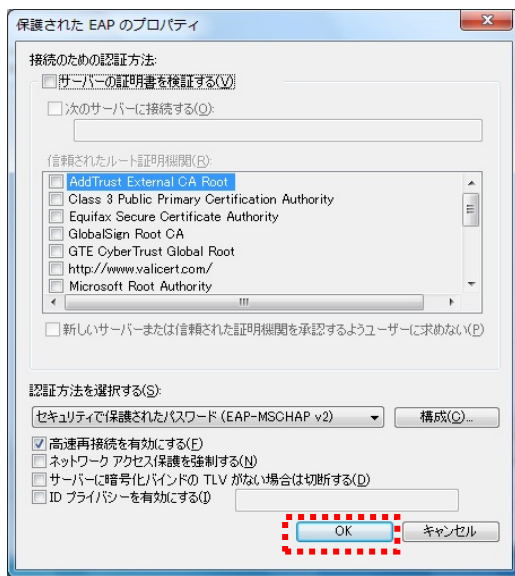 保護された EAP のプロパティ
接続のための認証方法:
サーバーの証明書を検証する(V)
次のサーバーに接続する(O):
信頼されたルート証明機関(R):
AddTrust External CA Root
Class 3 Public Primary Certification Authority
Equifax Secure Certificate Authority
GlobalSign Root CA
GTE CyberTrust Global Root
http://www.valicert.com/
Microsoft Root Authority
新しいサーバーまたは信頼された証明機関を承認するようユーザーに求めない(P)
認証方法を選択する(S):
セキュリティで保護されたパスワード (EAP-MSCHAP v2) 構成(C)...
高速再接続を有効にする(F)
ネットワーク アクセス保護を強制する(N)
サーバーに暗号化バインドの TLV がない場合は切断する(D)
ID プライバシーを有効にする(I)
OK キャンセル